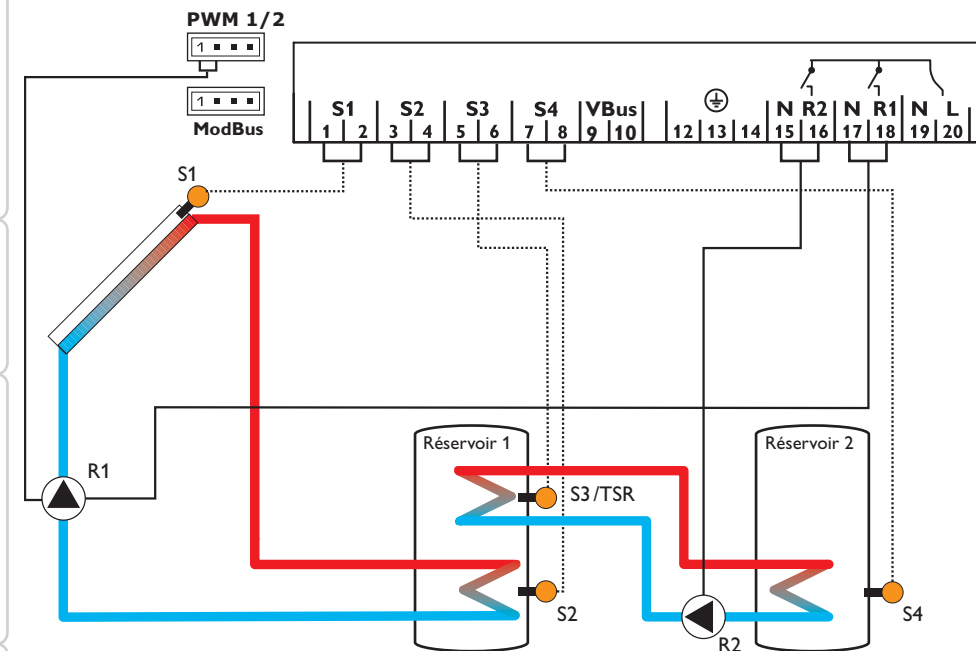 PWM 1/2
1
1
ModBus
S1 S2 S3 S4 VBus N R2 N R1 N L
1 2 3 4 5 6 7 8 9 10 12 13 14 15 16 17 18 19 20
S1
R1
Réservoir 1
Réservoir 2
S3/TSR
S2
S4
R2